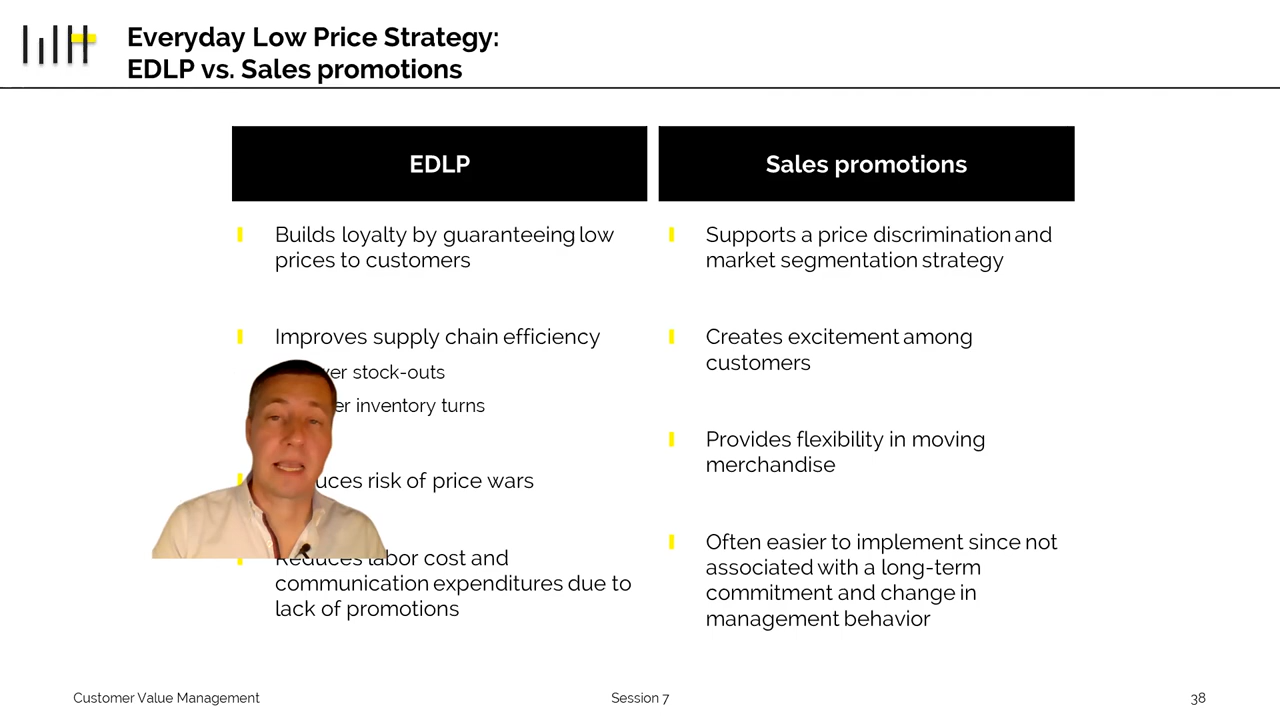 Everyday Low Price Strategy:
EDLP vs. Sales promotions
EDLP
Builds loyalty by guaranteeing low
prices to customers
Improves supply chain efficiency
stock-outs
inventory turns
risk of price wars
Reduces labor cost and
communication expenditures due to
lack of promotions
Sales promotions
Supports a price discrimination and
market segmentation strategy
Creates excitement among
customers
Provides flexibility in moving
merchandise
Often easier to implement since not
associated with a long-term
commitment and change in
management behavior
Customer Value Management
Session 7
38